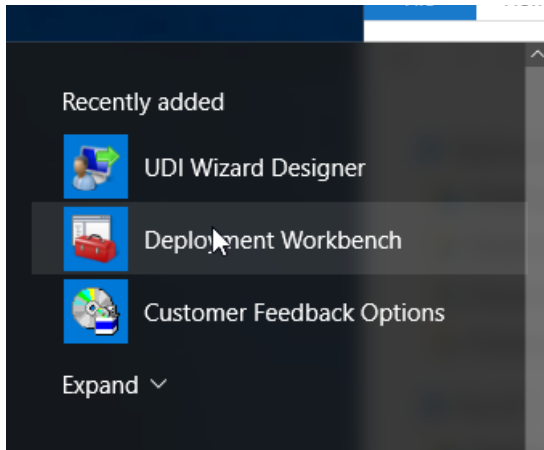 Recently added
UDI Wizard Designer
Deployment Workbench
Customer Feedback Options
Expand